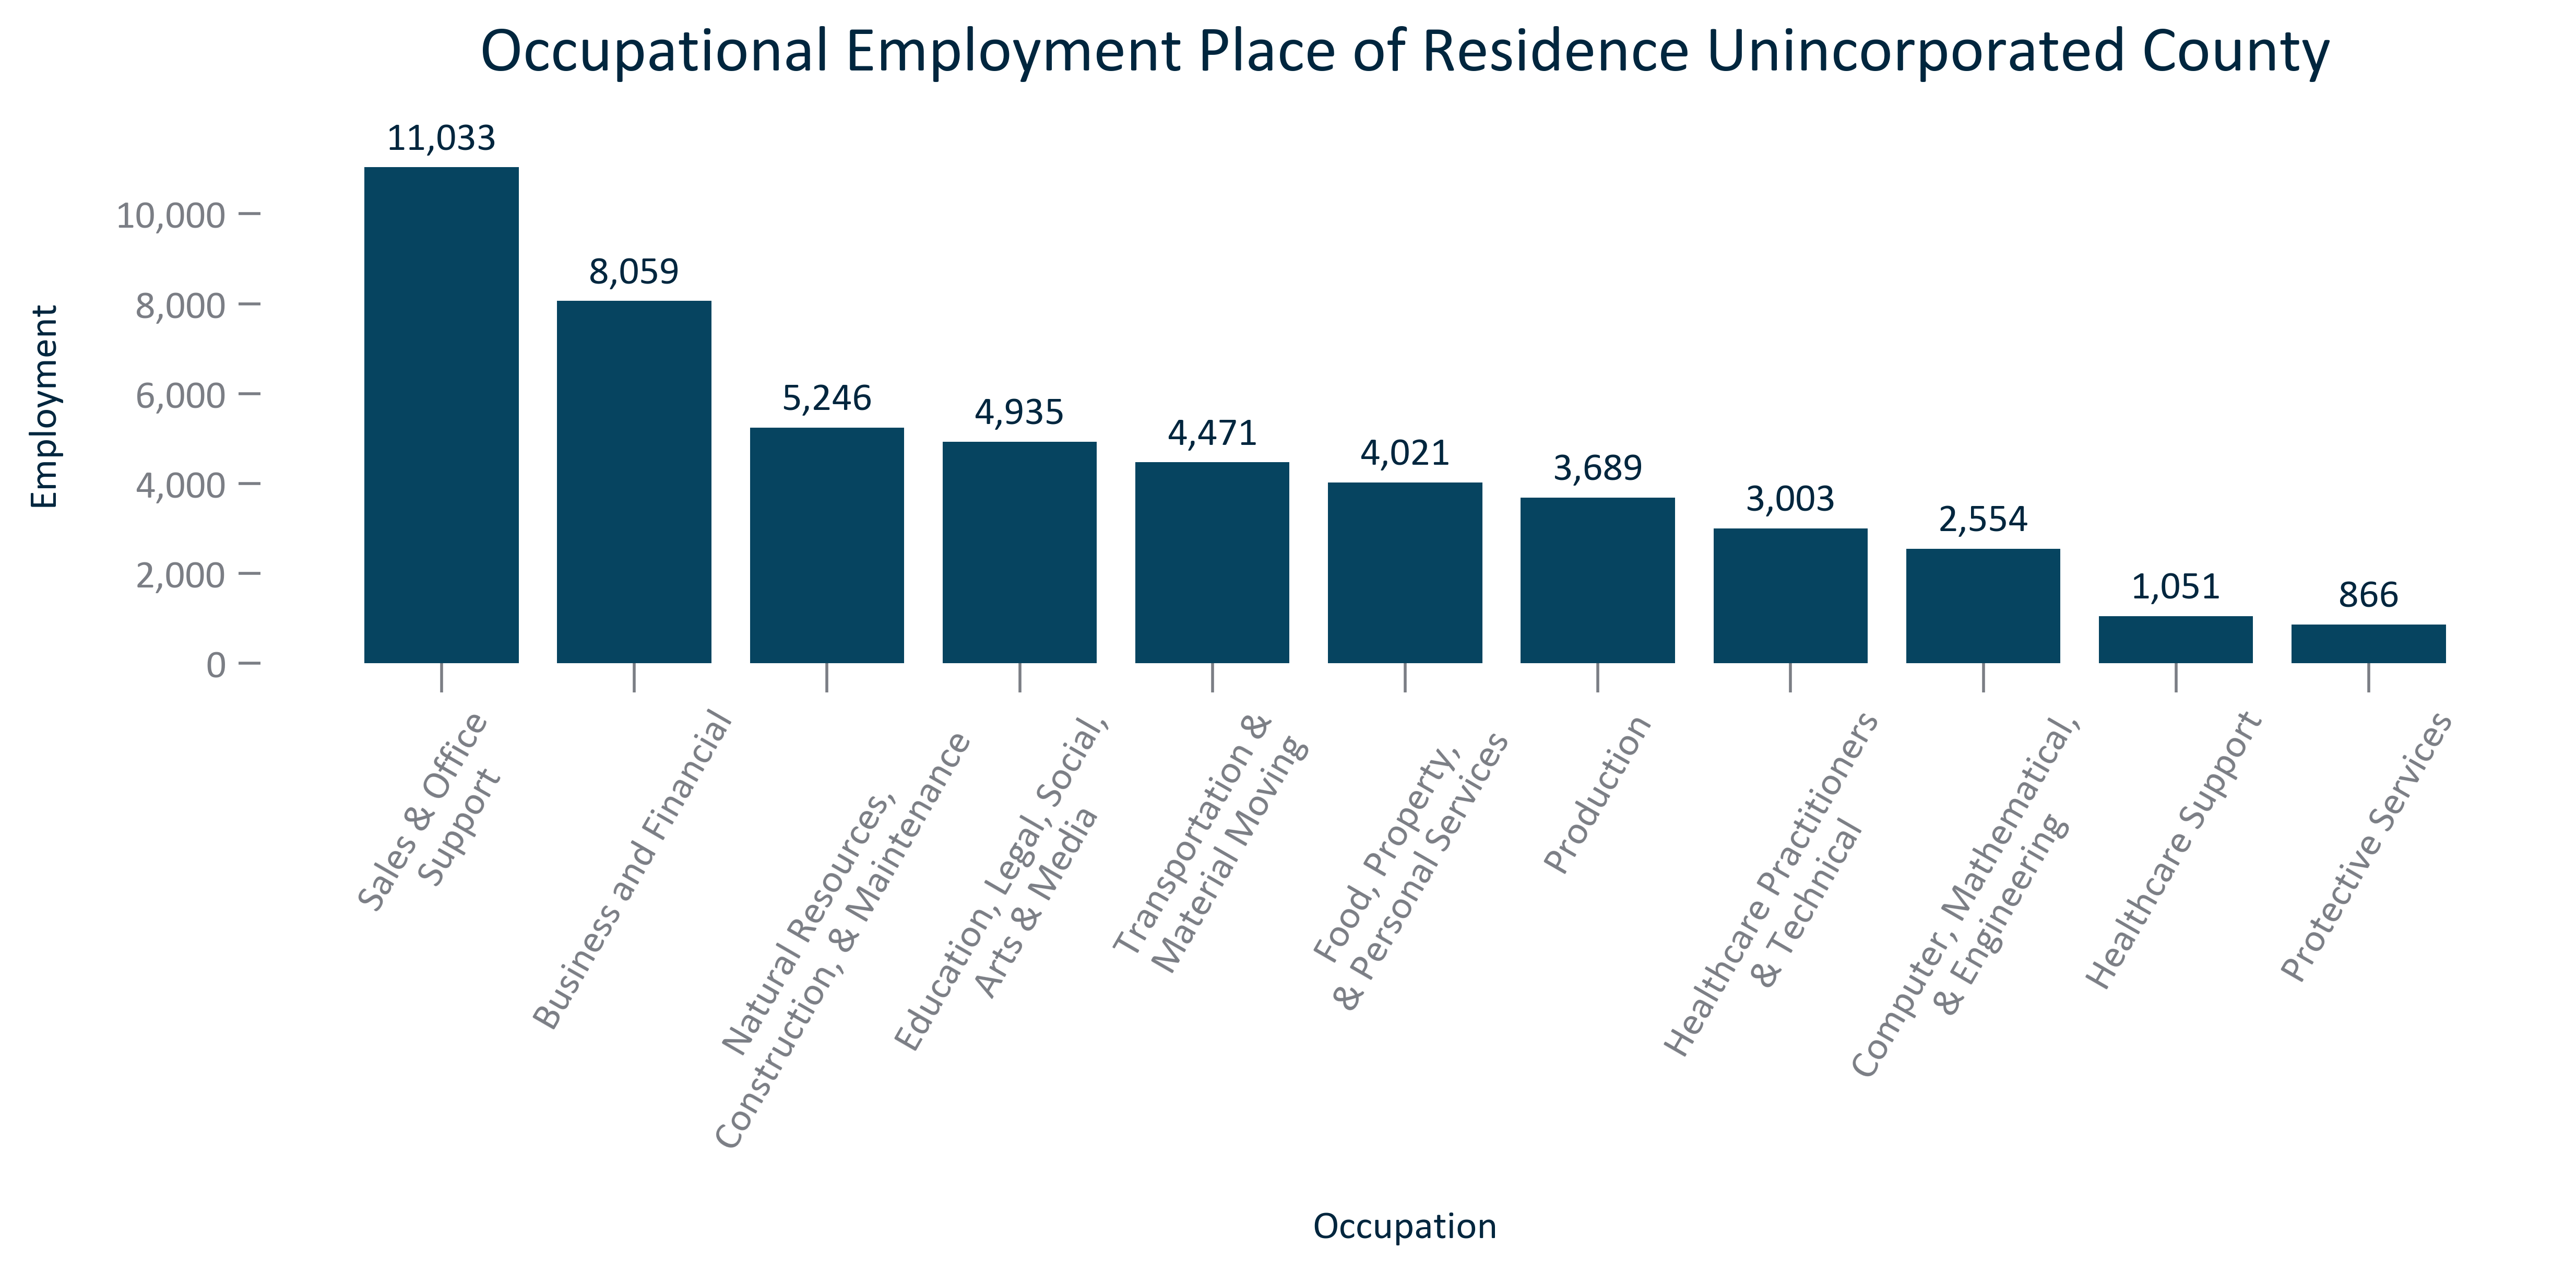 Occupational Employment Place of Residence Unincorporated County
11,033
10,000
8,059
8,000
Employment
6,000
5,246
4,935
4,471
4,021
4,000
3,689
3,003
2,554
2,000
1,051
866
0
Sales & Office
Support
Business and Financial
Natural Resources,
Construction, & Maintenance
Education, Legal, Social,
Arts & Media
Transportation &
Material Moving
Food, Property,
& Personal Services
Production
Healthcare Practitioners
& Technical
Computer, Mathematical,
& Engineering
Healthcare Support
Protective Services
Occupation